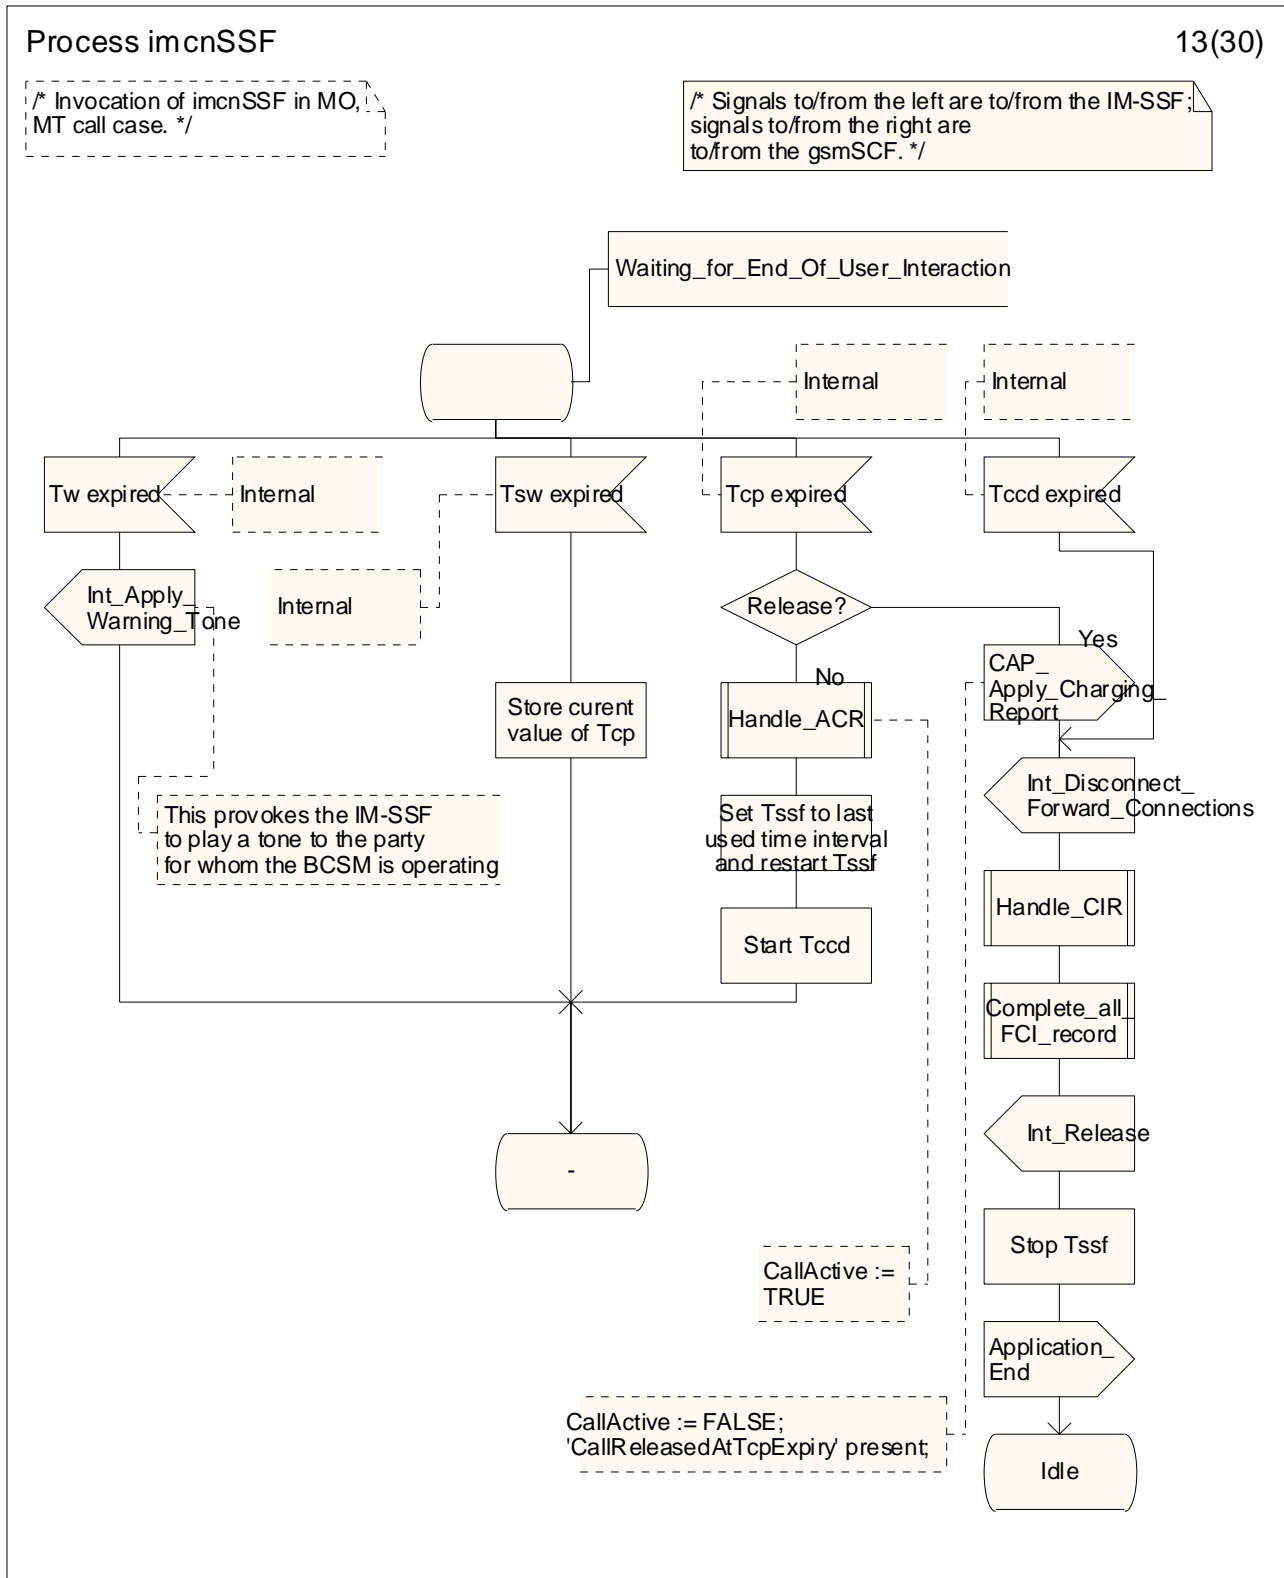 Process imcnSSF
13(30)
/* Invocation of imcnSSF in MO,
MT call case. */
/* Signals to/from the left are to/from the IM-SSF;
signals to/from the right are
to/from the gsmSCF. */
Waiting_for_End_Of_User_Interaction
Internal
Internal
Tw expired
Internal
Tsw expired
Tcp expired
Tccd expired
Int_Apply_
Warning_Tone
Internal
Release?
Yes
No
CAP_
Apply_Charging_
Report
Store curent
value of Tcp
Handle_ACR
Int_Disconnect_
Forward_Connections
This provokes the IM-SSF
to play a tone to the party
for whom the BCSM is operating
Set Tssf to last
used time interval
and restart Tssf
Handle_CIR
Start Tccd
Complete_all_
FCI_record
Int_Release
-
Stop Tssf
CallActive :=
TRUE
Application_
End
CallActive := FALSE;
'CallReleasedAtTcpExpiry' present;
Idle